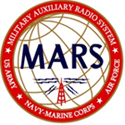 MILITARY AUXILIARY RADIO SYSTEM
MARS
US ARMY
NAVY-MARINE CORPS
AIR FORCE